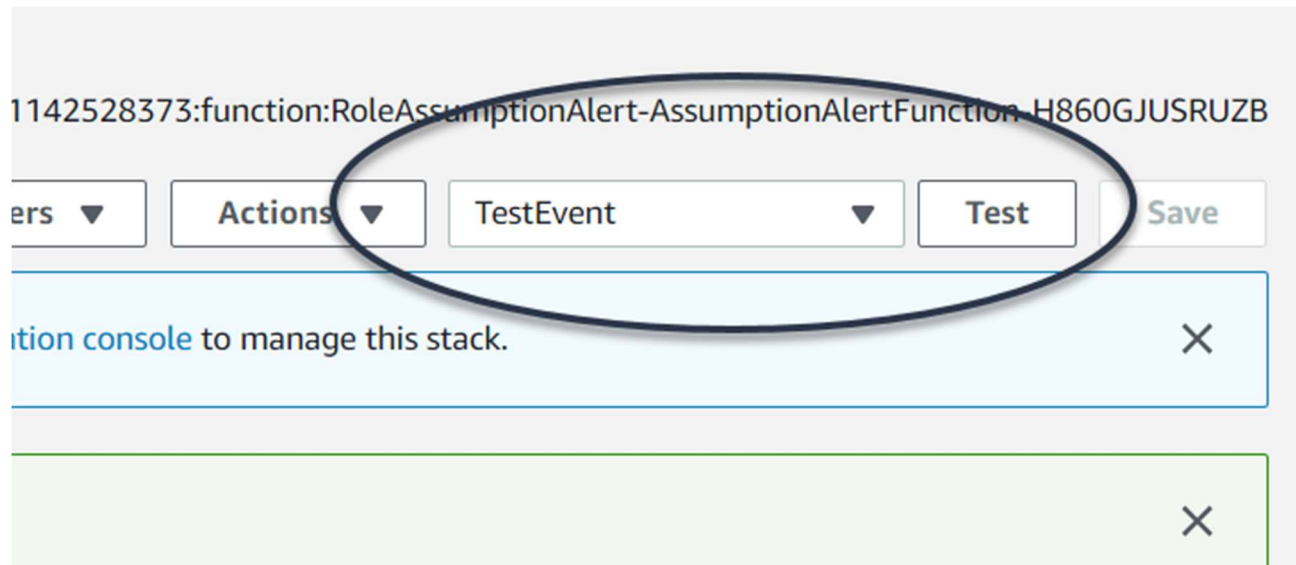 1142528373:function:RoleAssumptionAlert-AssumptionAlertFunction-H860GJUSRUZB
ers Actions TestEvent Test Save
tion console to manage this stack.